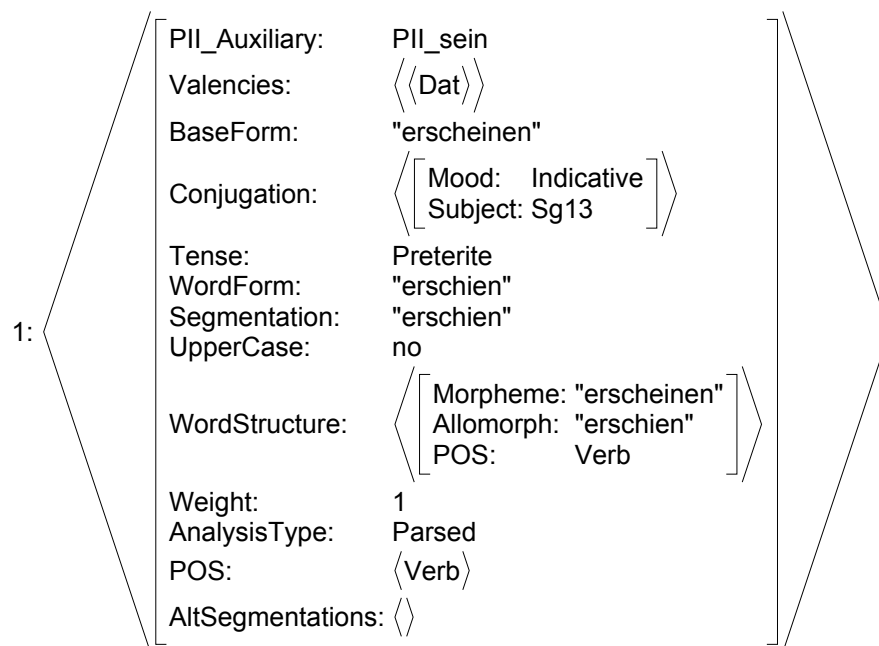 PII_Auxiliary: PII_sein
Valencies: ⟨⟨Dat⟩⟩
BaseForm: "erscheinen"
Conjugation: ⟨[Mood: Indicative
Subject: Sg13]⟩
Tense: Preterite
WordForm: "erschien"
Segmentation: "erschien"
1:
UpperCase: no
WordStructure: ⟨[Morpheme: "erscheinen"
Allomorph: "erschien"
POS: Verb]⟩
Weight: 1
AnalysisType: Parsed
POS: ⟨Verb⟩
AltSegmentations: ⟨⟩